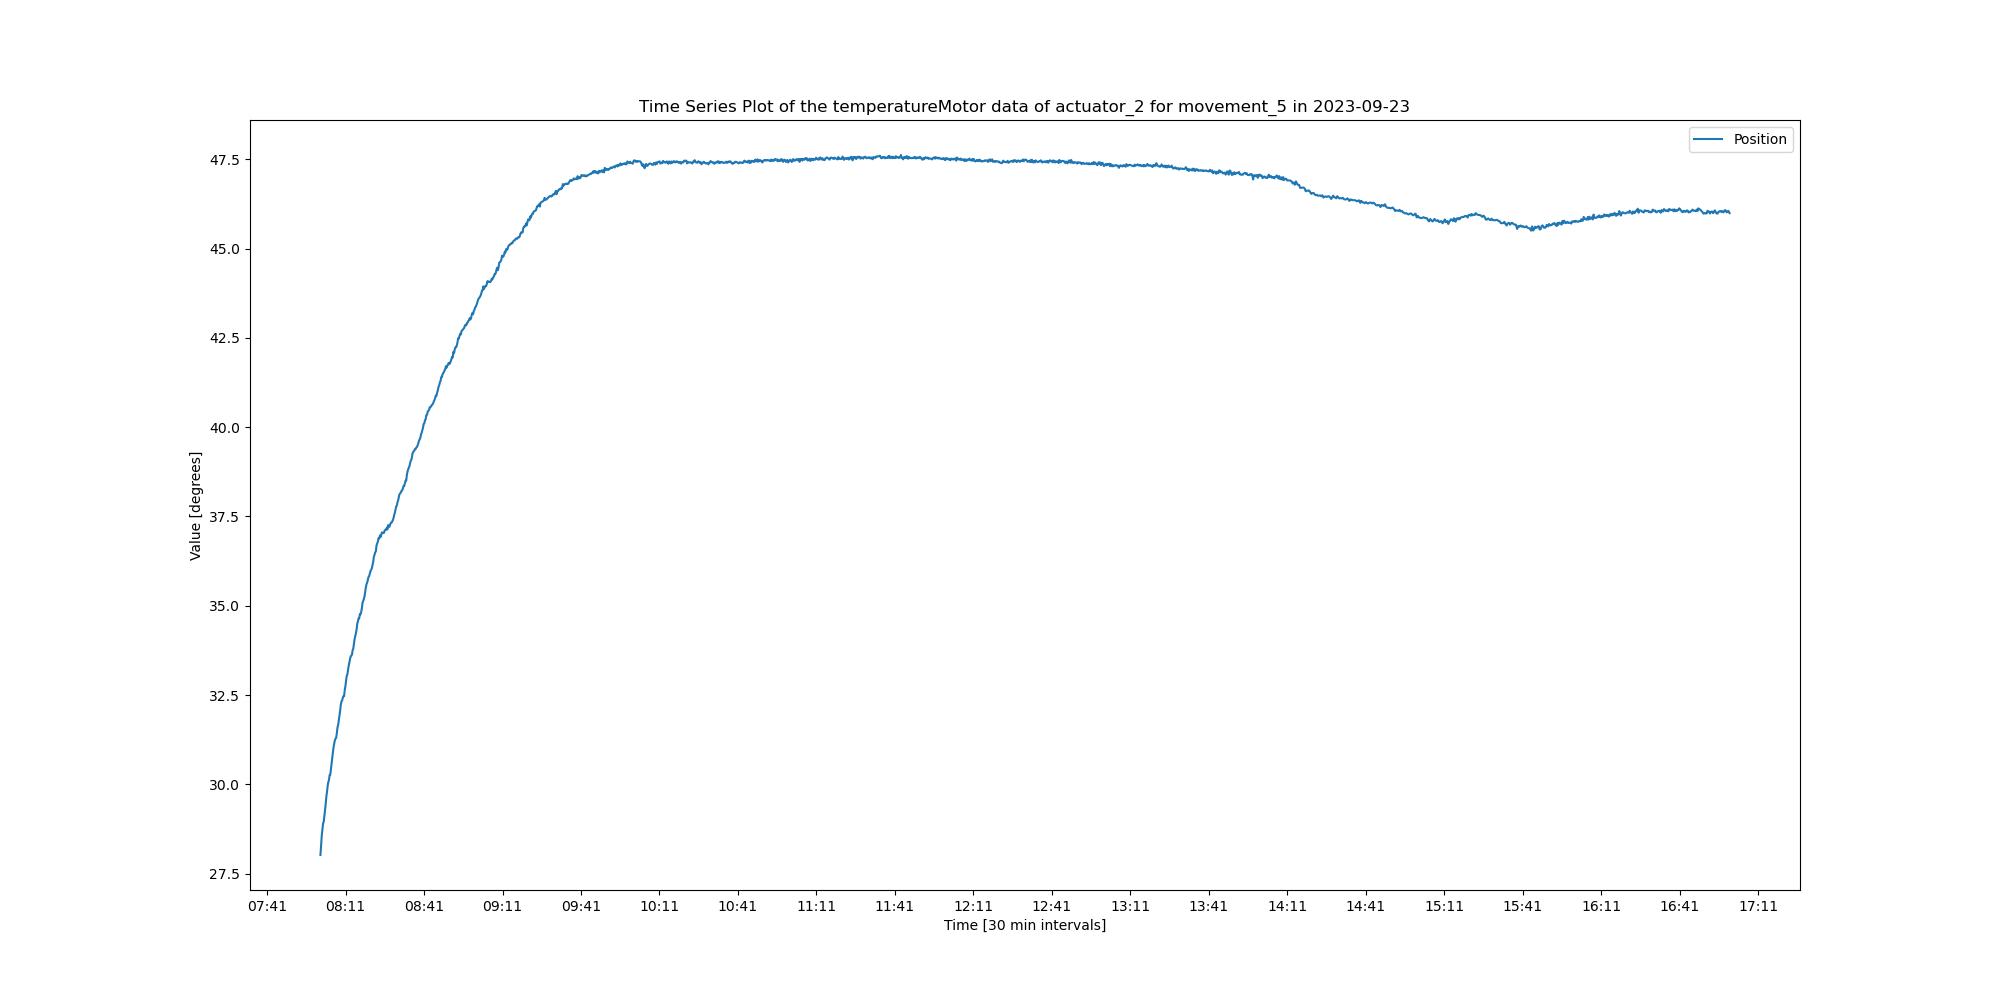 Time Series Plot of the temperatureMotor data of actuator_2 for movement_5 in 2023-09-23
Position
47.5
45.0
42.5
40.0
37.5
35.0
32.5
30.0
27.5
Value [degrees]
07:41 08:11 08:41 09:11 09:41 10:11 10:41 11:11 11:41 12:11 12:41 13:11 13:41 14:11 14:41 15:11 15:41 16:11 16:41 17:11
Time [30 min intervals]